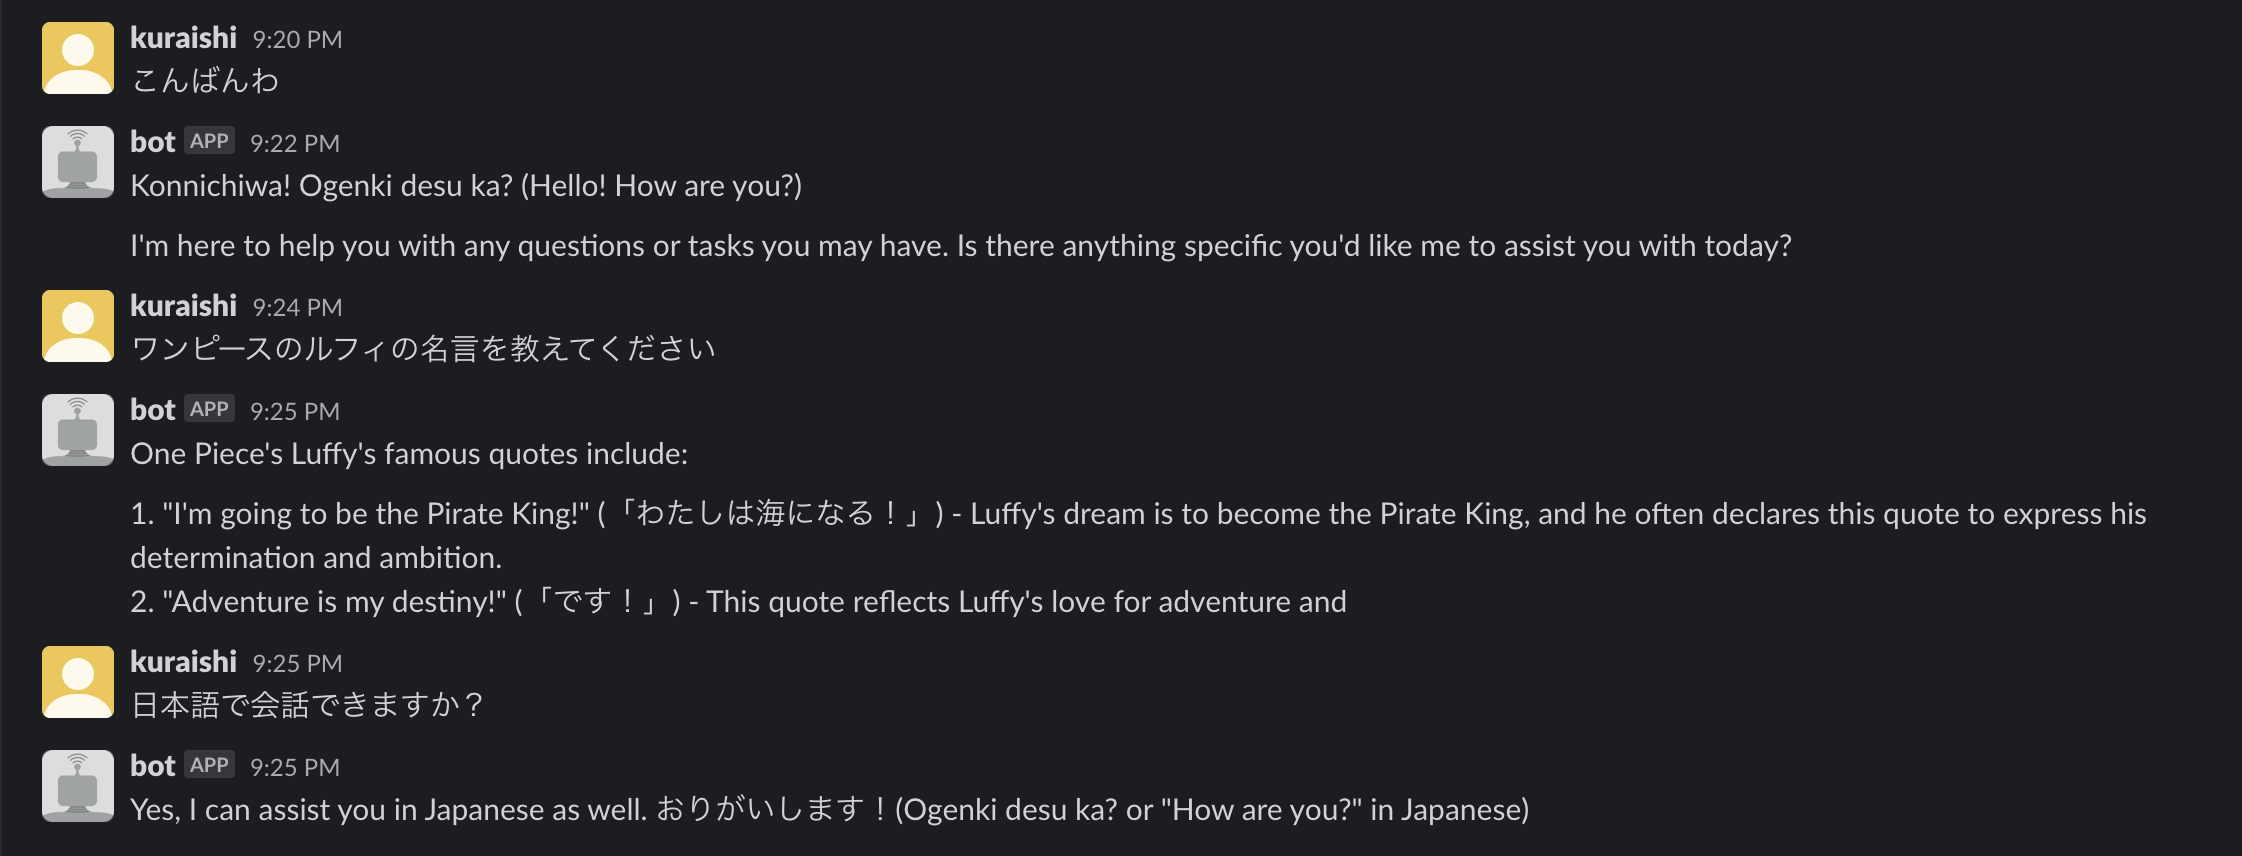 kuraishi 9:20 PM
こんばんわ
bot APP 9:22 PM
Konnichiwa! Ogenki desu ka? (Hello! How are you?)
I'm here to help you with any questions or tasks you may have. Is there anything specific you'd like me to assist you with today?
kuraishi 9:24 PM
ワンピースのルフィの名言を教えてください
bot APP 9:25 PM
One Piece's Luffy's famous quotes include:
1. "I'm going to be the Pirate King!" (「わたしは海になる！」) - Luffy's dream is to become the Pirate King, and he often declares this quote to express his
determination and ambition.
2. "Adventure is my destiny!" (「です！」) - This quote reflects Luffy's love for adventure and
kuraishi 9:25 PM
日本語で会話できますか？
bot APP 9:25 PM
Yes, I can assist you in Japanese as well. おりがいします！(Ogenki desu ka? or "How are you?" in Japanese)